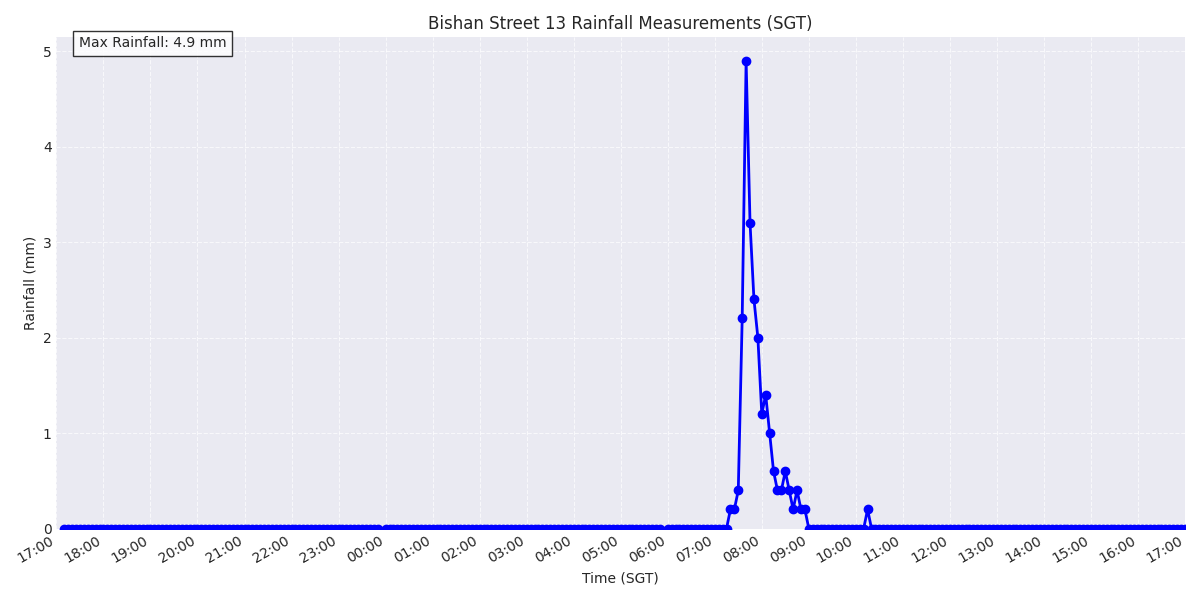 Bishan Street 13 Rainfall Measurements (SGT)
Max Rainfall: 4.9 mm
5
4
3
2
1
0
Rainfall (mm)
17:00 18:00 19:00 20:00 21:00 22:00 23:00 00:00 01:00 02:00 03:00 04:00 05:00 06:00 07:00 08:00 09:00 10:00 11:00 12:00 13:00 14:00 15:00 16:00 17:00
Time (SGT)